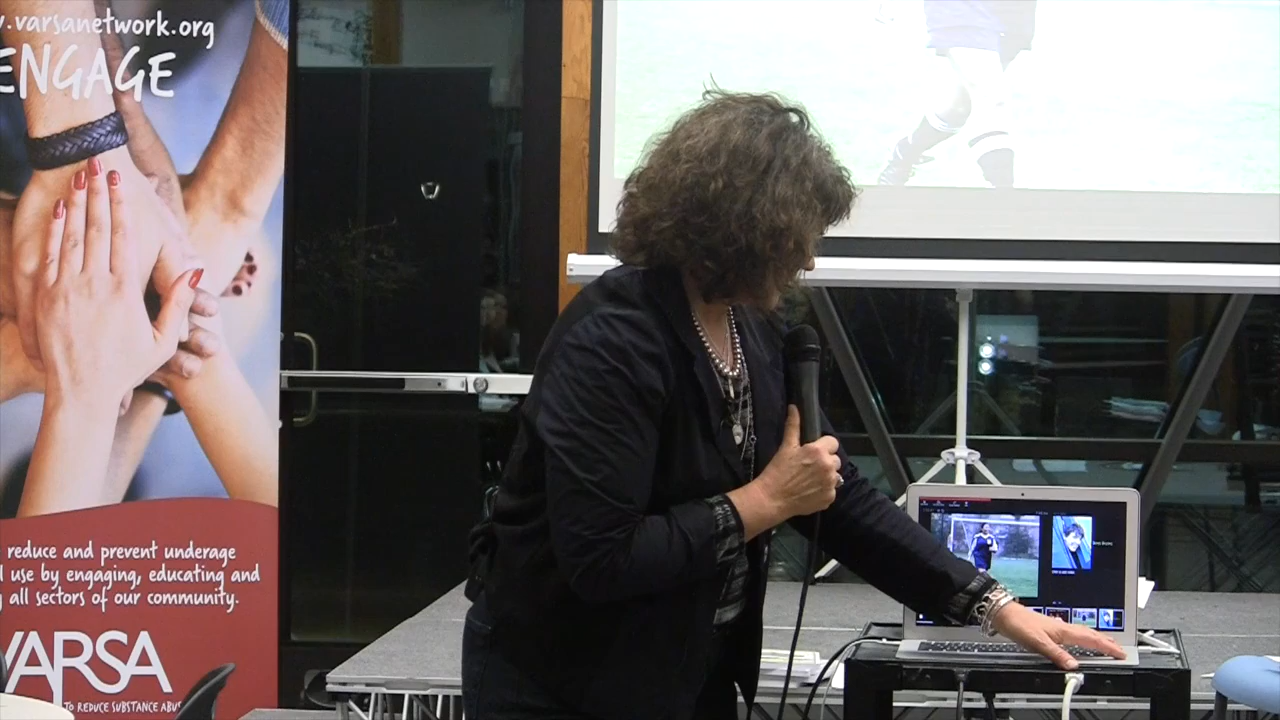 .varsanetwork.org
ENGAGE
reduce and prevent underage
l use by engaging, educating and
all sectors of our community.
VARSA
TO REDUCE SUBSTANCE ABUS